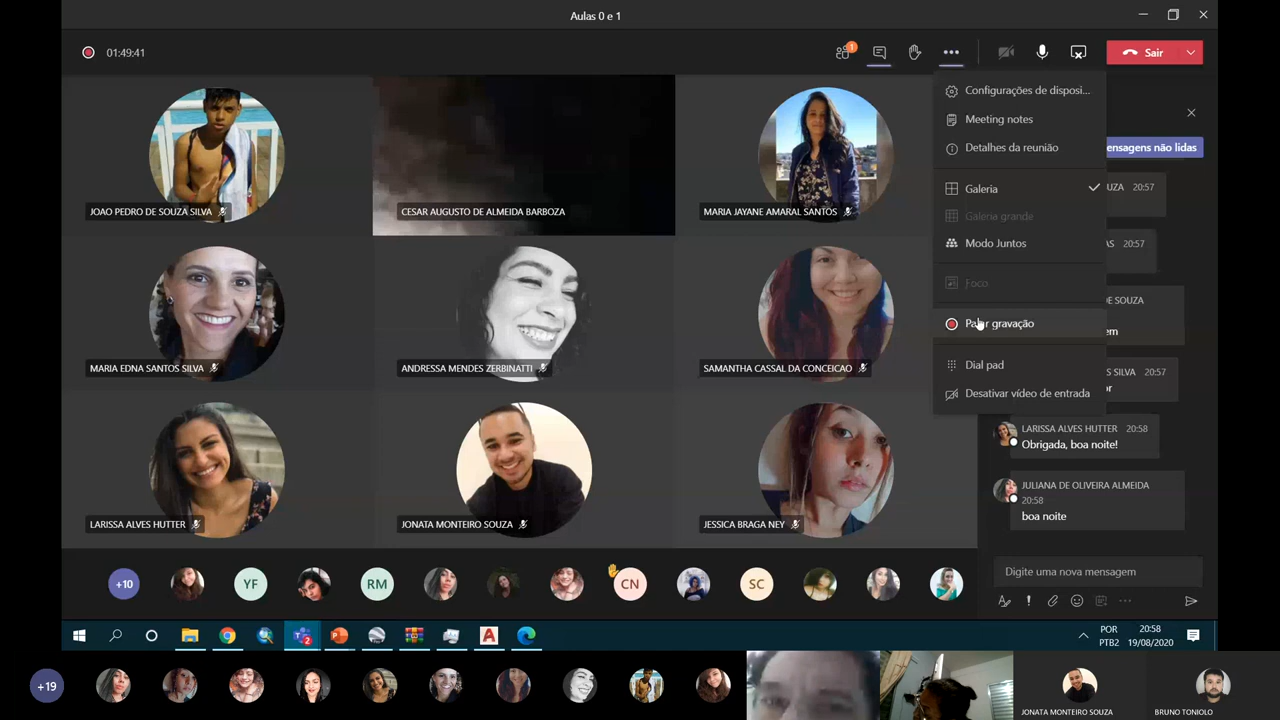 Aulas 0 e 1
01:49:41
1
Sair
Configurações de disposi...
Meeting notes
Detalhes da reunião
Galeria
Galeria grande
Modo Juntos
Foco
gravação
Dial pad
Desativar vídeo de entrada
ensagens não lidas
UZA 20:57
AS 20:57
DE SOUZA
em
S SILVA 20:57
or
LARISSA ALVES HUTTER 20:58
Obrigada, boa noite!
JULIANA DE OLIVEIRA ALMEIDA
20:58
boa noite
Digite uma nova mensagem
JOAO PEDRO DE SOUZA SILVA
CESAR AUGUSTO DE ALMEIDA BARBOZA
MARIA JAYANE AMARAL SANTOS
MARIA EDNA SANTOS SILVA
ANDRESSA MENDES ZERBINATTI
SAMANTHA CASSAL DA CONCEICAO
LARISSA ALVES HUTTER
JONATA MONTEIRO SOUZA
JESSICA BRAGA NEY
+10
YF
RM
CN
SC
2
A
POR
PTB2
20:58
19/08/2020
+19
JONATA MONTEIRO SOUZA
BRUNO TONIOLO